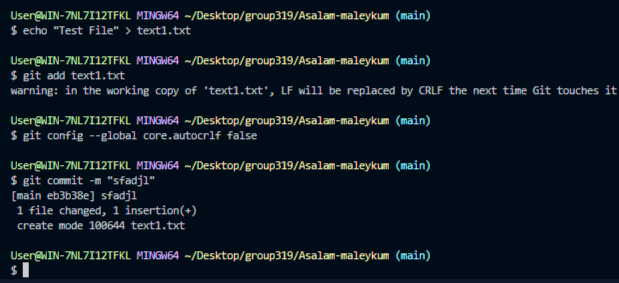 User@WIN-7NL7I12TFKL MINGW64 ~/Desktop/group319/Asalam-maleykum (main)
$ echo "Test File" > text1.txt
User@WIN-7NL7I12TFKL MINGW64 ~/Desktop/group319/Asalam-maleykum (main)
$ git add text1.txt
warning: in the working copy of 'text1.txt', LF will be replaced by CRLF the next time Git touches it
User@WIN-7NL7I12TFKL MINGW64 ~/Desktop/group319/Asalam-maleykum (main)
$ git config --global core.autocrlf false
User@WIN-7NL7I12TFKL MINGW64 ~/Desktop/group319/Asalam-maleykum (main)
$ git commit -m "sfadjl"
[main eb3b38e] sfadjl
 1 file changed, 1 insertion(+)
 create mode 100644 text1.txt
User@WIN-7NL7I12TFKL MINGW64 ~/Desktop/group319/Asalam-maleykum (main)
$